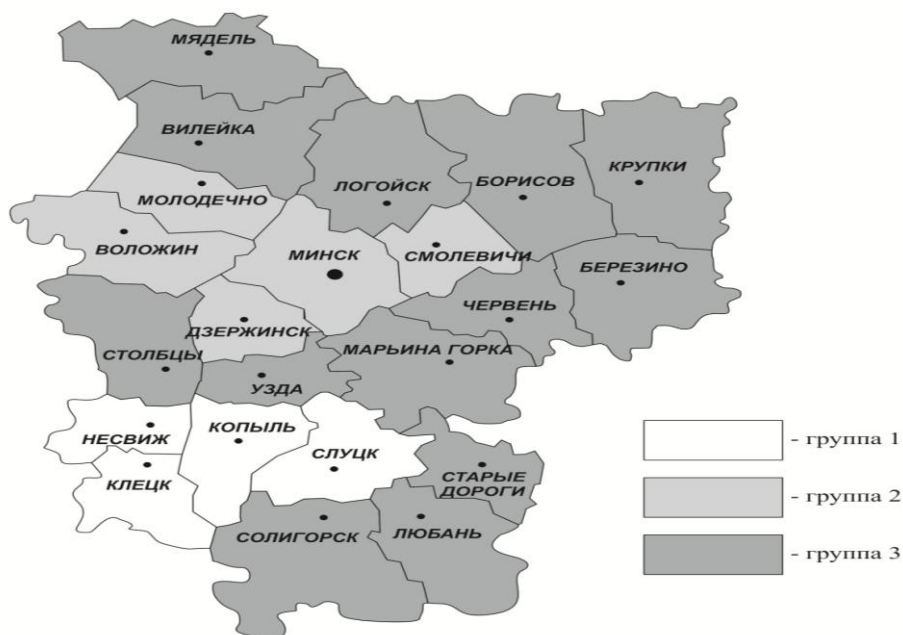 МЯДЕЛЬ
ВИЛЕЙКА
МОЛОДЕЧНО
ЛОГОЙСК
БОРИСОВ
КРУПКИ
ВОЛОЖИН
МИНСК
СМОЛЕВИЧИ
БЕРЕЗИНО
ЧЕРВЕНЬ
ДЗЕРЖИНСК
МАРЬИНА ГОРКА
СТОЛБЦЫ
УЗДА
НЕСВИЖ
КОПЫЛЬ
СЛУЦК
КЛЕЦК
СТАРЫЕ
ДОРОГИ
СОЛИГОРСК
ЛЮБАНЬ
- группа 1
- группа 2
- группа 3